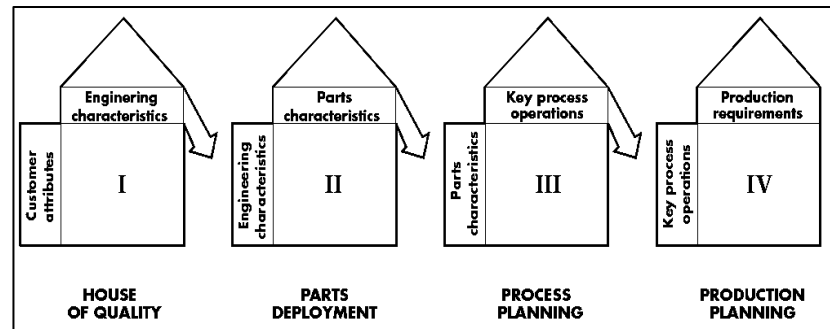 Enginering
characteristics
Customer
attributes
I
HOUSE
OF QUALITY
Parts
characteristics
Engineering
characteristics
II
PARTS
DEPLOYMENT
Key process
operations
Parts
characteristics
III
PROCESS
PLANNING
Production
requirements
Key process
operations
IV
PRODUCTION
PLANNING